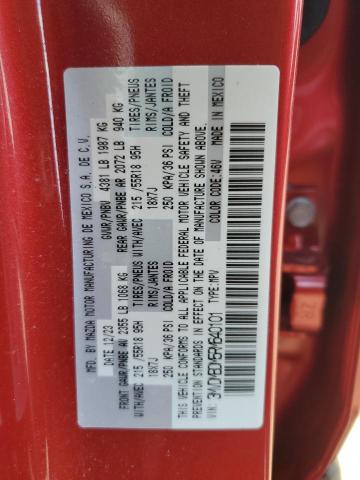 MFD. BY MAZDA MOTOR MANUFACTURING DE MEXICO S.A. DE C.V.
DATE 12/23 GVWR/PNBV 4381 LB 1987 KG
FRONT GAWR/PNBE AV 2355 LB 1068 KG REAR GAWR/PNBE AR 2072 LB 940 KG
WITH/AVEC 215 /55R18 95H TIRES/PNEUS WITH/AVEC 215 /55R18 95H TIRES/PNEUS
18X7J RIMS/JANTES 18X7J RIMS/JANTES
250 KPA/36 PSI COLD/A FROID 250 KPA/36 PSI COLD/A FROID
THIS VEHICLE CONFORMS TO ALL APPLICABLE FEDERAL MOTOR VEHICLE SAFETY AND THEFT
PREVENTION STANDARDS IN EFFECT ON THE DATE OF MANUFACTURE SHOWN ABOVE.
VIN: TYPE: MPV COLOR CODE: 46V MADE IN MEXICO